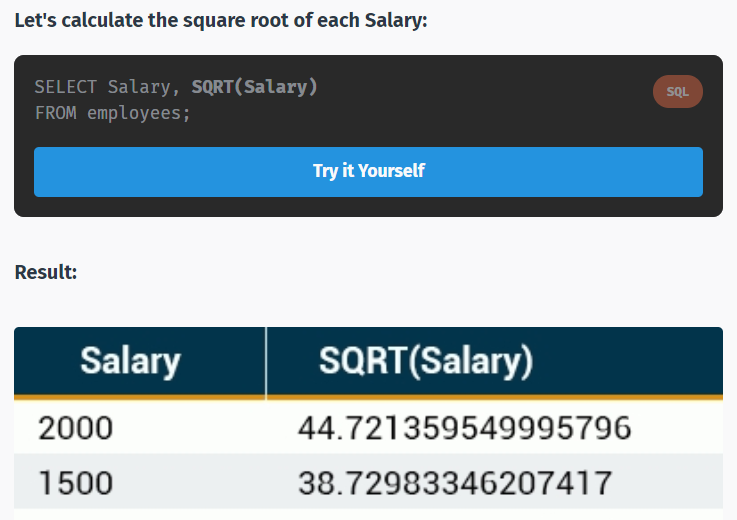 Let's calculate the square root of each Salary:
SELECT Salary, SQRT(Salary)
FROM employees;
SQL
Try it Yourself
Result:
Salary SQRT(Salary)
2000 44.721359549995796
1500 38.72983346207417